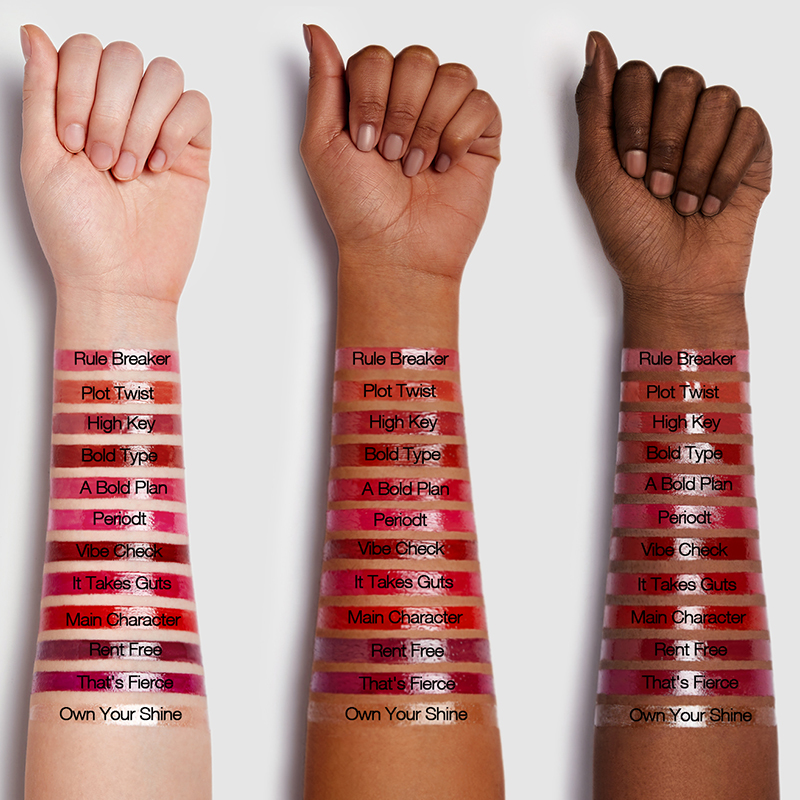 Rule Breaker
Plot Twist
High Key
Bold Type
A Bold Plan
Periodt
Vibe Check
It Takes Guts
Main Character
Rent Free
That's Fierce
Own Your Shine
Rule Breaker
Plot Twist
High Key
Bold Type
A Bold Plan
Periodt
Vibe Check
It Takes Guts
Main Character
Rent Free
That's Fierce
Own Your Shine
Rule Breaker
Plot Twist
High Key
Bold Type
A Bold Plan
Periodt
Vibe Check
It Takes Guts
Main Character
Rent Free
That's Fierce
Own Your Shine